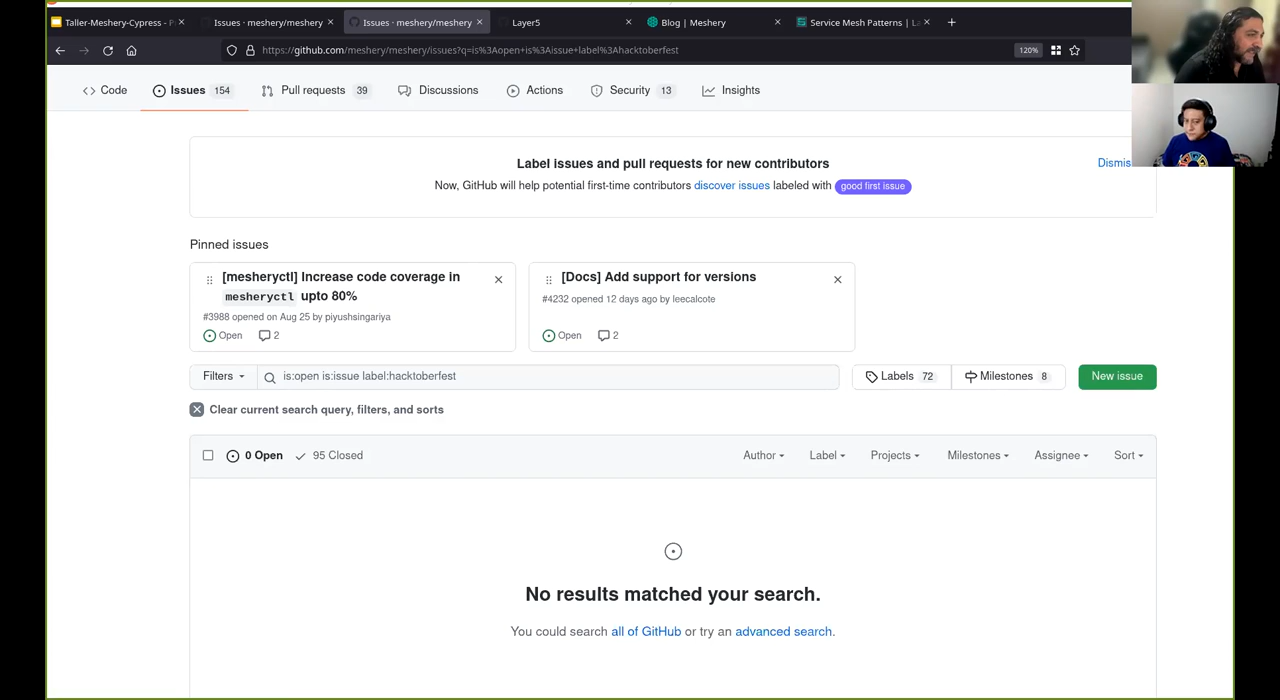 Taller-Meshery-Cypress - P
Issues · meshery/meshery
Issues · meshery/meshery
Layer5
Blog | Meshery
Service Mesh Patterns | La
https://github.com/meshery/meshery/issues?q=is%3Aopen+is%3Aissue+label%3Ahacktoberfest
120%
Code
Issues 154
Pull requests 39
Discussions
Actions
Security 13
Insights
Label issues and pull requests for new contributors
Dismis
Now, GitHub will help potential first-time contributors discover issues labeled with good first issue
Pinned issues
[mesheryctl] Increase code coverage in
mesheryctl upto 80%
#3988 opened on Aug 25 by piyushsingariya
Open 2
[Docs] Add support for versions
#4232 opened 12 days ago by leecalcote
Open 2
Filters
is:open is:issue label:hacktoberfest
Labels 72
Milestones 8
New issue
Clear current search query, filters, and sorts
0 Open
95 Closed
Author
Label
Projects
Milestones
Assignee
Sort
No results matched your search.
You could search all of GitHub or try an advanced search.